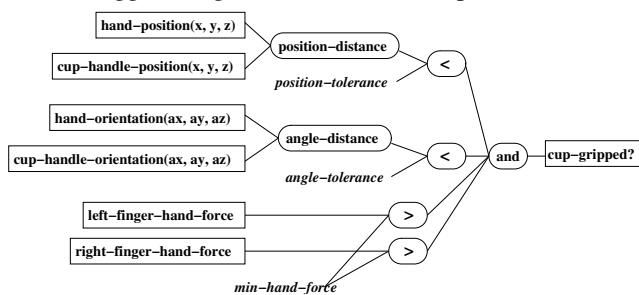 hand-position(x, y, z)
position-distance
cup-handle-position(x, y, z)
<
position-tolerance
hand-orientation(ax, ay, az)
angle-distance
cup-handle-orientation(ax, ay, az)
<
and
cup-gripped?
angle-tolerance
left-finger-hand-force
>
right-finger-hand-force
>
min-hand-force